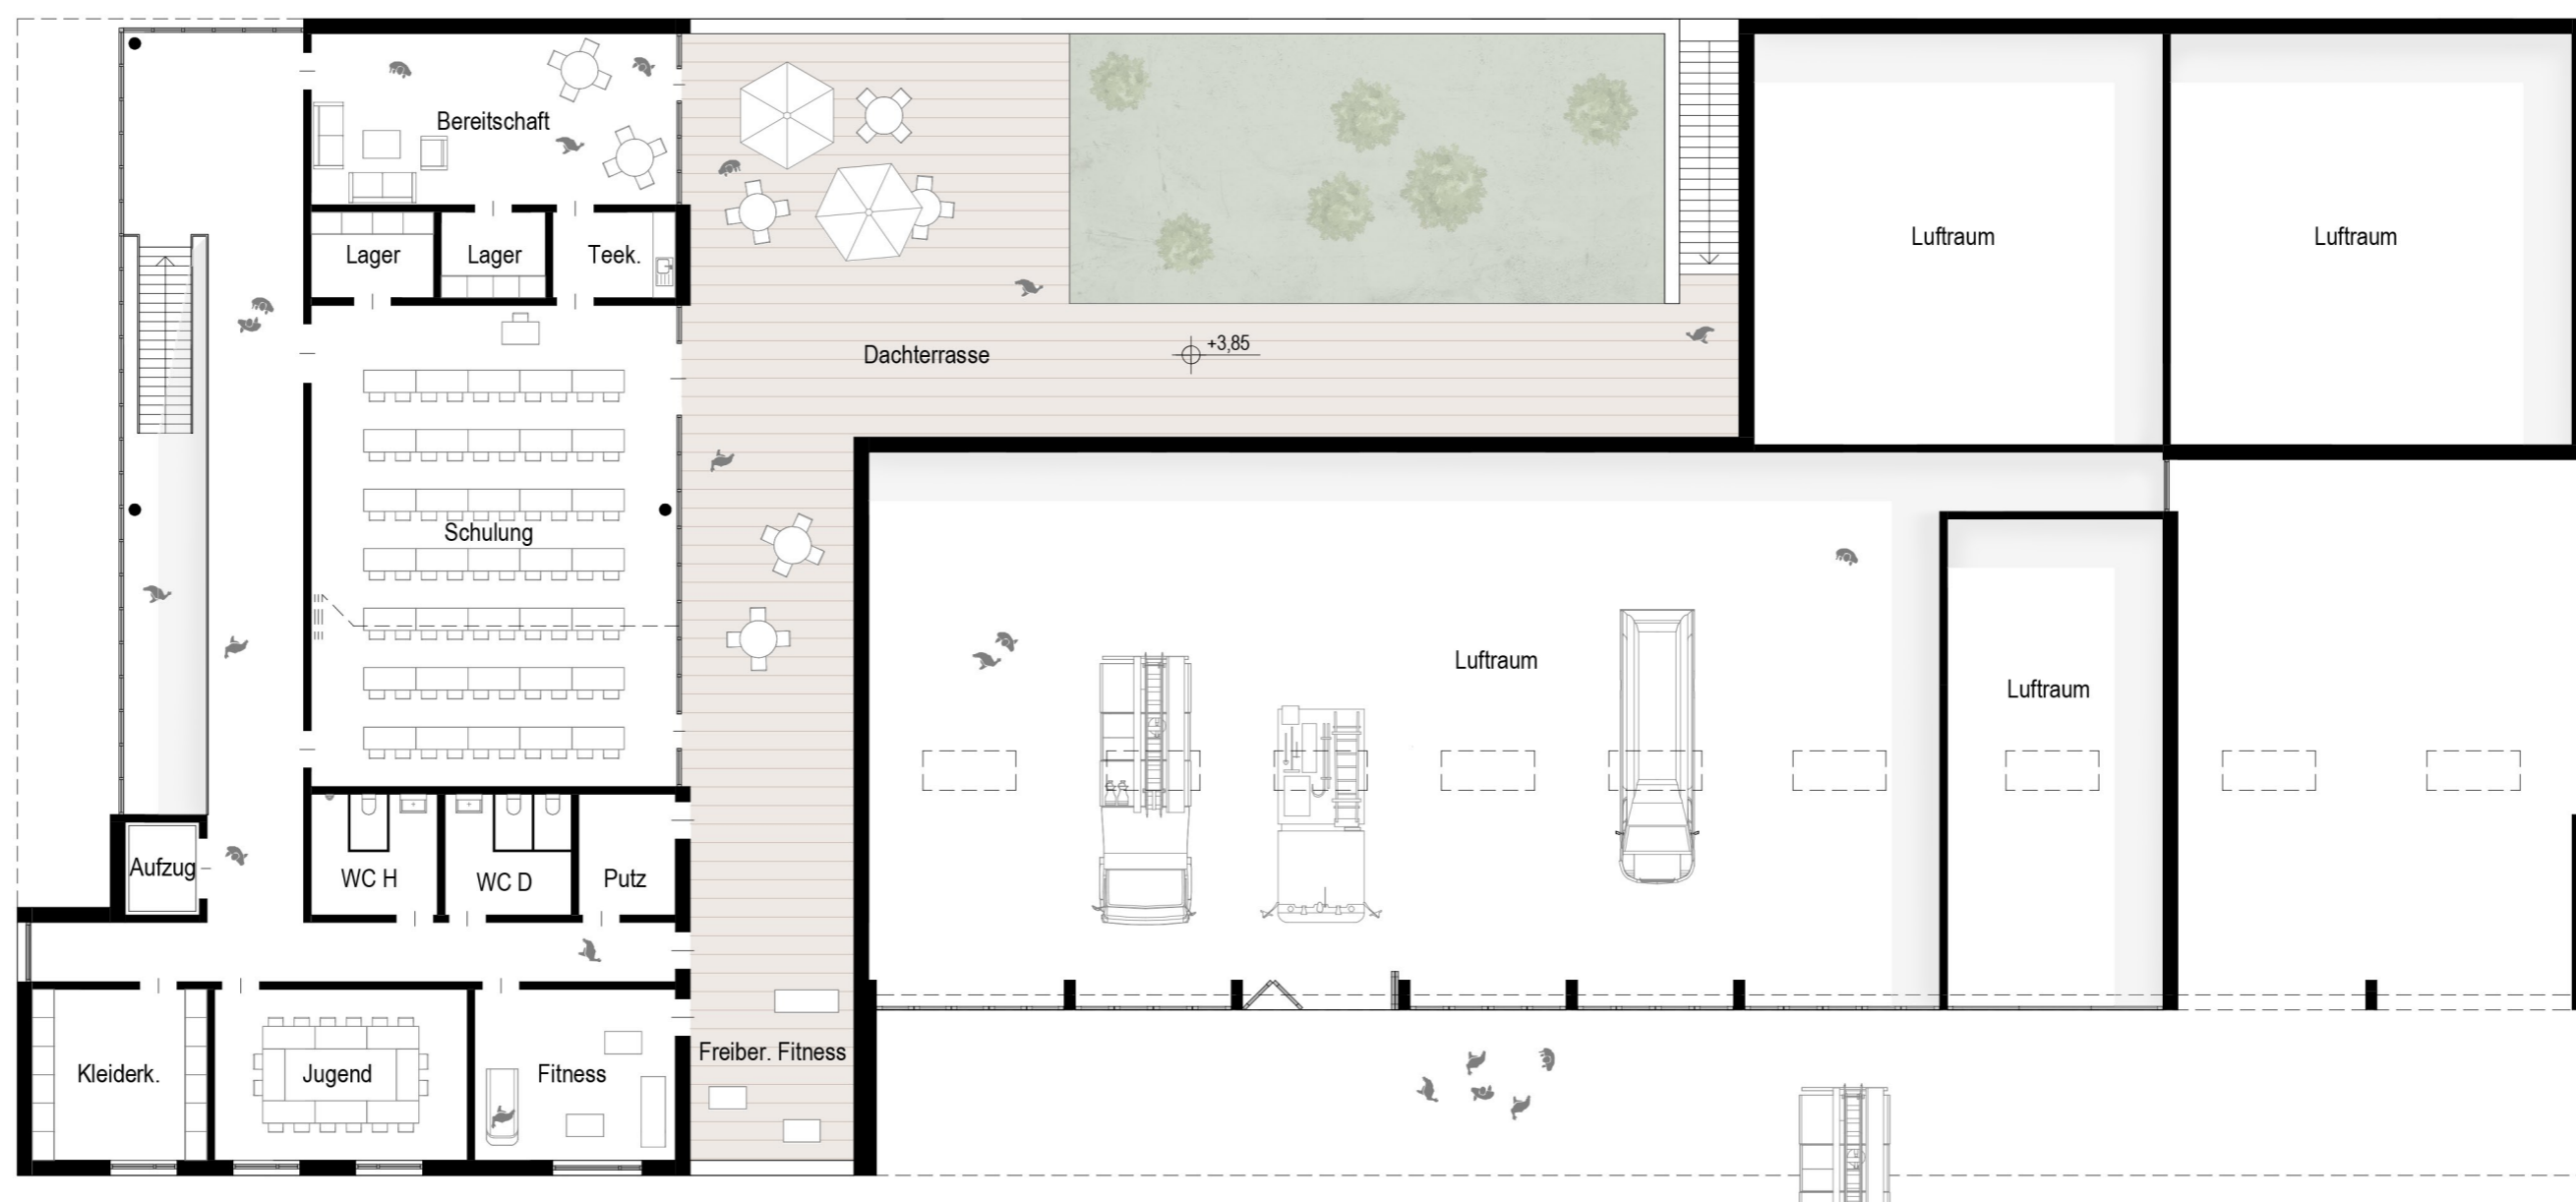 Bereitschaft
Lager
Lager
Teek.
Luftraum
Luftraum
Dachterrasse
+3,85
Schulung
Luftraum
Luftraum
Aufzug
WC H
WC D
Putz
Kleiderk.
Jugend
Fitness
Freiber. Fitness